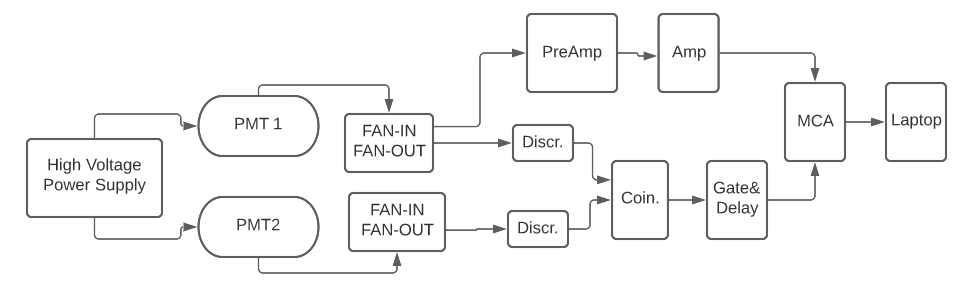 High Voltage
Power Supply
PMT 1
PMT2
FAN-IN
FAN-OUT
FAN-IN
FAN-OUT
PreAmp
Amp
Discr.
Discr.
Coin.
Gate&
Delay
MCA
Laptop